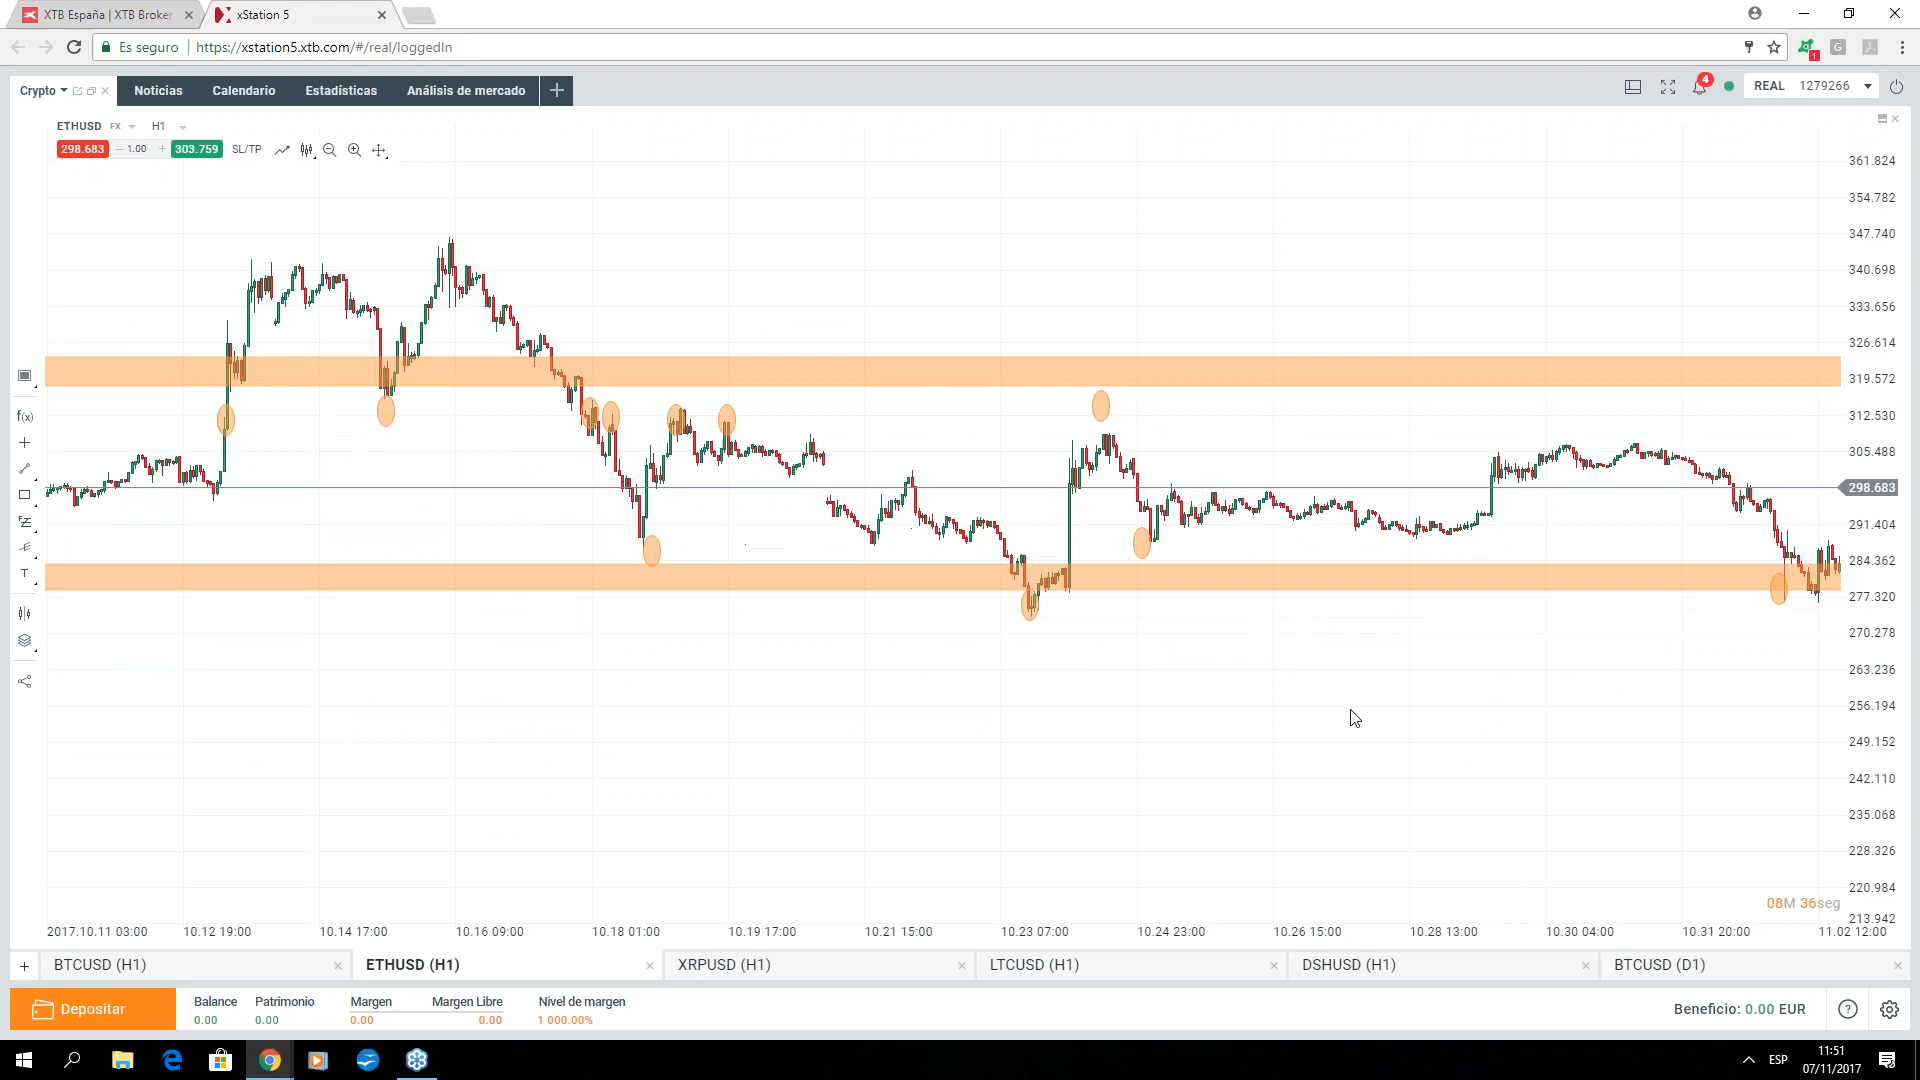 XTB España | XTB Broker
xStation 5
Es seguro
https://xstation5.xtb.com/#/real/loggedIn
1
G
Crypto
Noticias
Calendario
Estadísticas
Análisis de mercado
4
REAL 1279266
ETHUSD FX H1
298.683 – 1.00 + 303.759 SL/TP
361.824
354.782
347.740
340.698
333.656
326.614
319.572
312.530
305.488
298.683
291.404
284.362
277.320
270.278
263.236
256.194
249.152
242.110
235.068
228.326
220.984
213.942
f(x)
T
08M 36seg
2017.10.11 03:00 10.12 19:00 10.14 17:00 10.16 09:00 10.18 01:00 10.19 17:00 10.21 15:00 10.23 07:00 10.24 23:00 10.26 15:00 10.28 13:00 10.30 04:00 10.31 20:00 11.02 12:00
+ BTCUSD (H1) ETHUSD (H1) XRPUSD (H1) LTCUSD (H1) DSHUSD (H1) BTCUSD (D1)
Depositar
Balance Patrimonio Margen Margen Libre Nivel de margen
0.00 0.00 0.00 0.00 1 000.00%
Beneficio: 0.00 EUR
?
ESP
11:51
07/11/2017